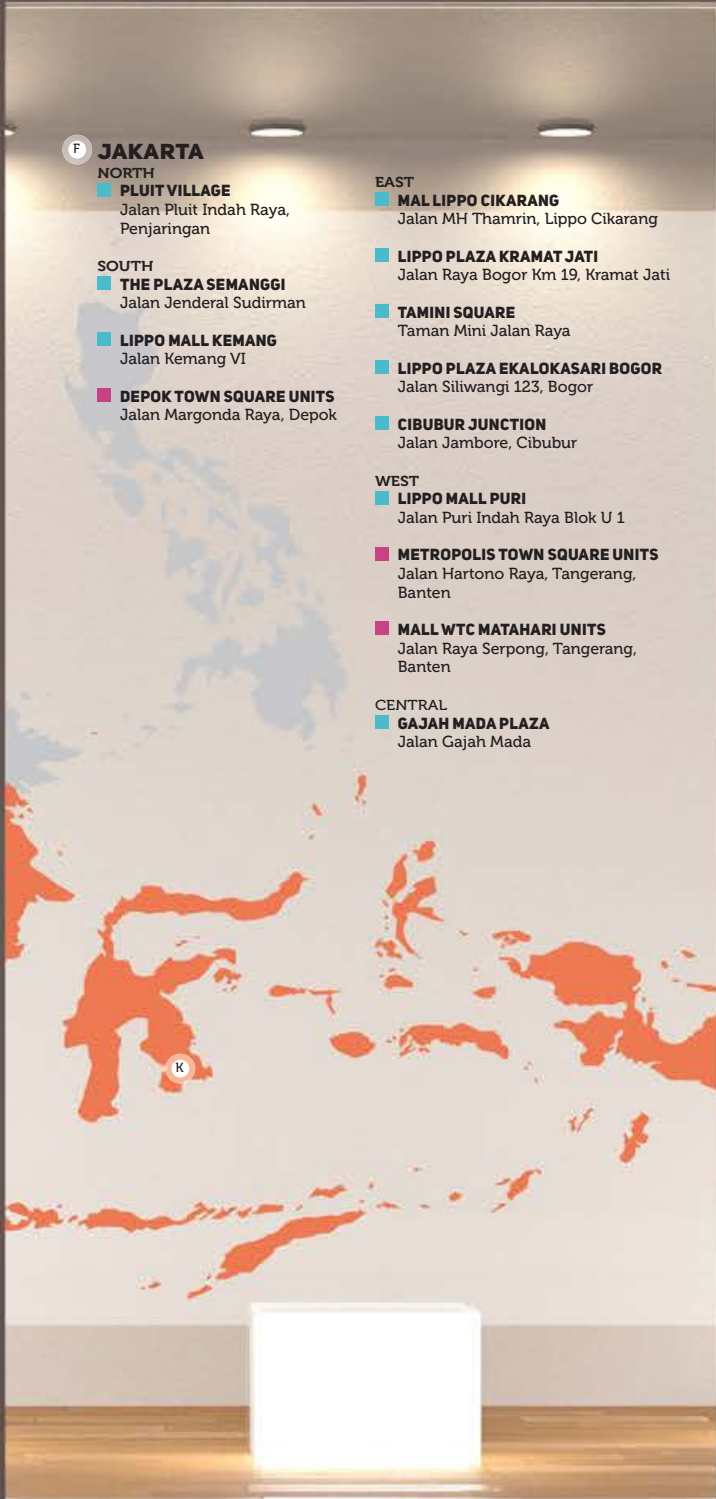 F JAKARTA
NORTH
PLUIT VILLAGE
Jalan Pluit Indah Raya,
Penjaringan
SOUTH
THE PLAZA SEMANGGI
Jalan Jenderal Sudirman
LIPPO MALL KEMANG
Jalan Kemang VI
DEPOK TOWN SQUARE UNITS
Jalan Margonda Raya, Depok
EAST
MAL LIPPO CIKARANG
Jalan MH Thamrin, Lippo Cikarang
LIPPO PLAZA KRAMAT JATI
Jalan Raya Bogor Km 19, Kramat Jati
TAMINI SQUARE
Taman Mini Jalan Raya
LIPPO PLAZA EKALOKASARI BOGOR
Jalan Siliwangi 123, Bogor
CIBUBUR JUNCTION
Jalan Jambore, Cibubur
WEST
LIPPO MALL PURI
Jalan Puri Indah Raya Blok U 1
METROPOLIS TOWN SQUARE UNITS
Jalan Hartono Raya, Tangerang,
Banten
MALL WTC MATAHARI UNITS
Jalan Raya Serpong, Tangerang,
Banten
CENTRAL
GAJAH MADA PLAZA
Jalan Gajah Mada
K